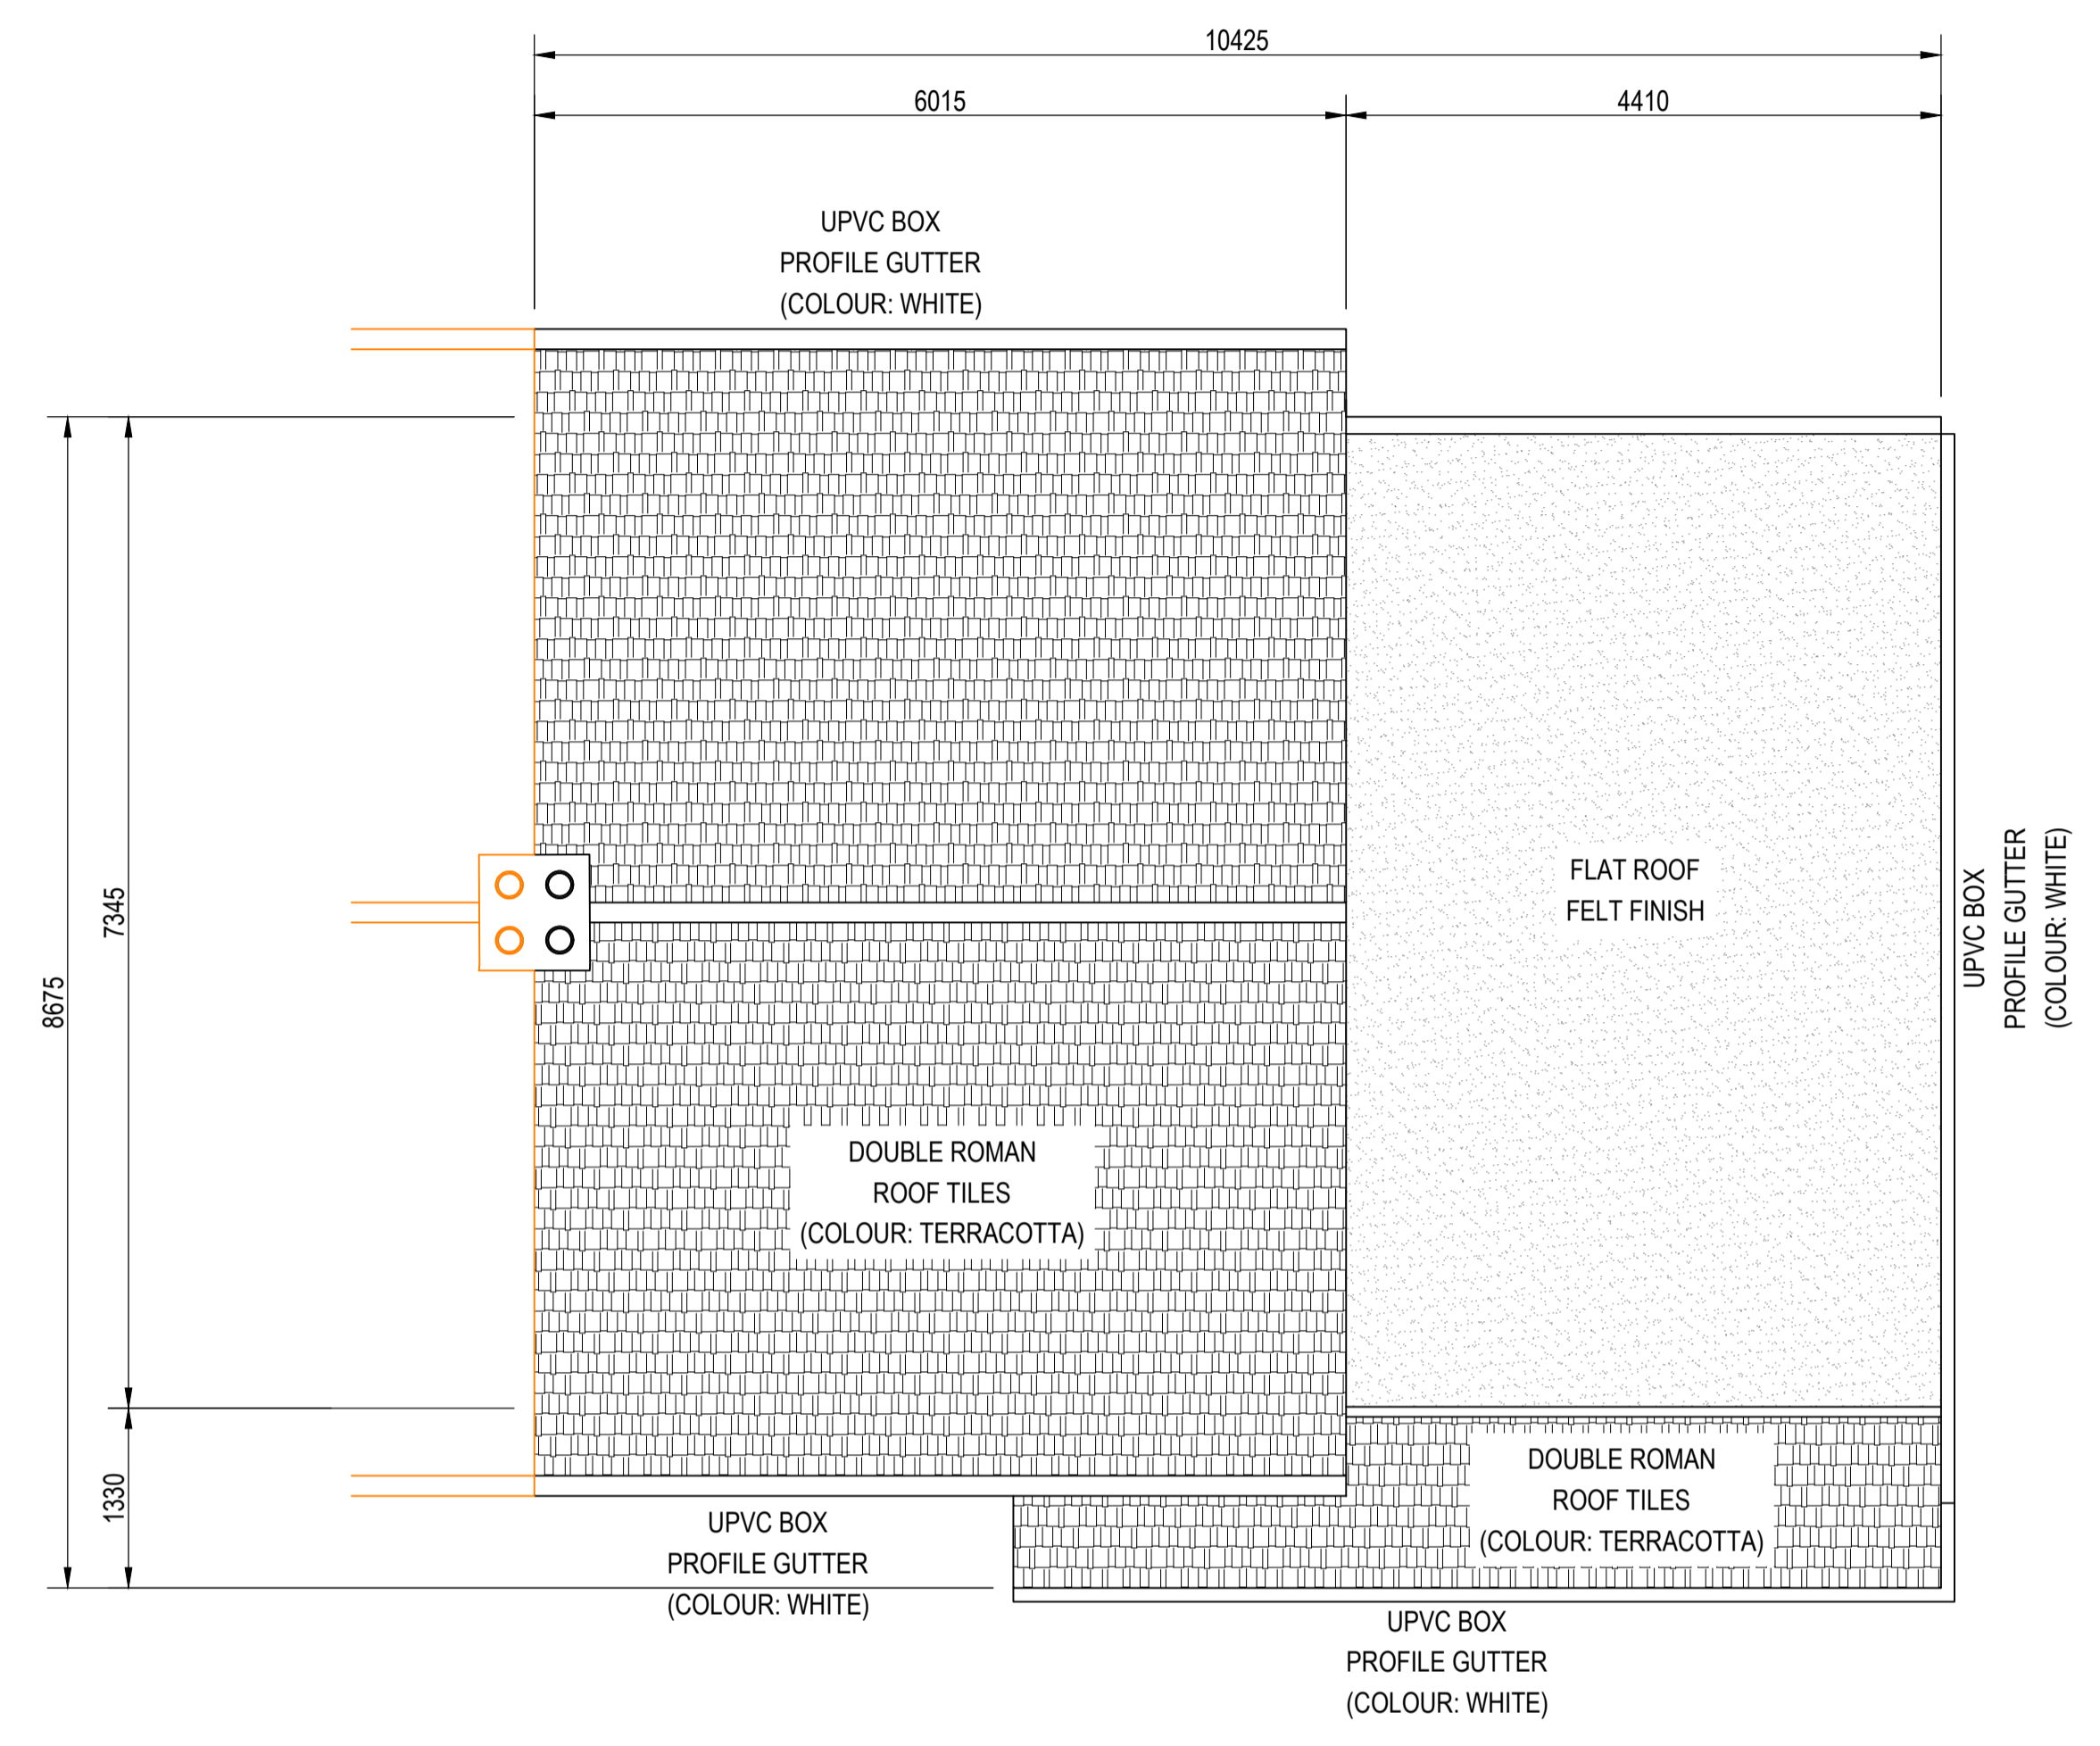 10425
6015
4410
UPVC BOX
PROFILE GUTTER
(COLOUR: WHITE)
FLAT ROOF
FELT FINISH
UPVC BOX
PROFILE GUTTER
(COLOUR: WHITE)
7345
8675
DOUBLE ROMAN
ROOF TILES
(COLOUR: TERRACOTTA)
1330
DOUBLE ROMAN
ROOF TILES
(COLOUR: TERRACOTTA)
UPVC BOX
PROFILE GUTTER
(COLOUR: WHITE)
UPVC BOX
PROFILE GUTTER
(COLOUR: WHITE)